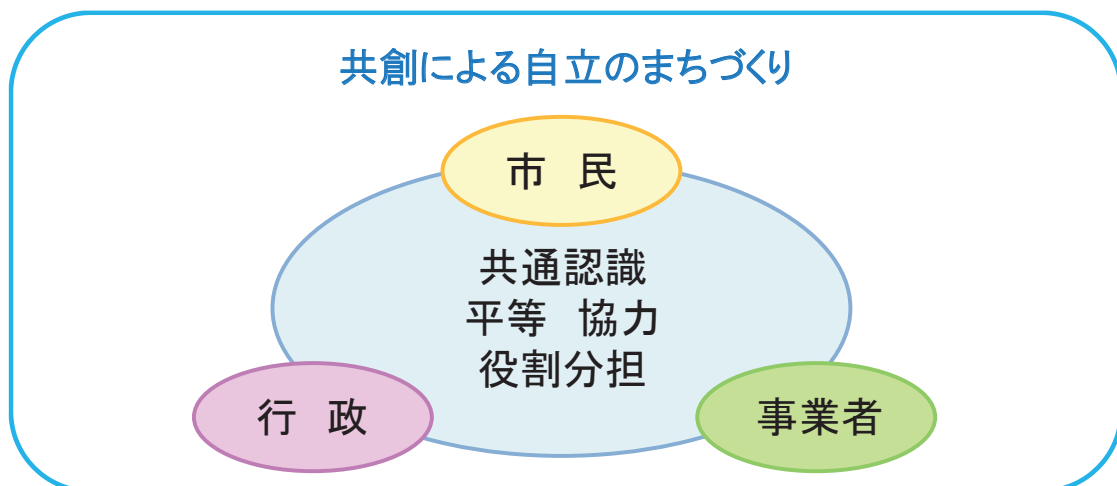 共創による自立のまちづくり
市　民
共通認識
平等　協力
役割分担
行　政
事業者